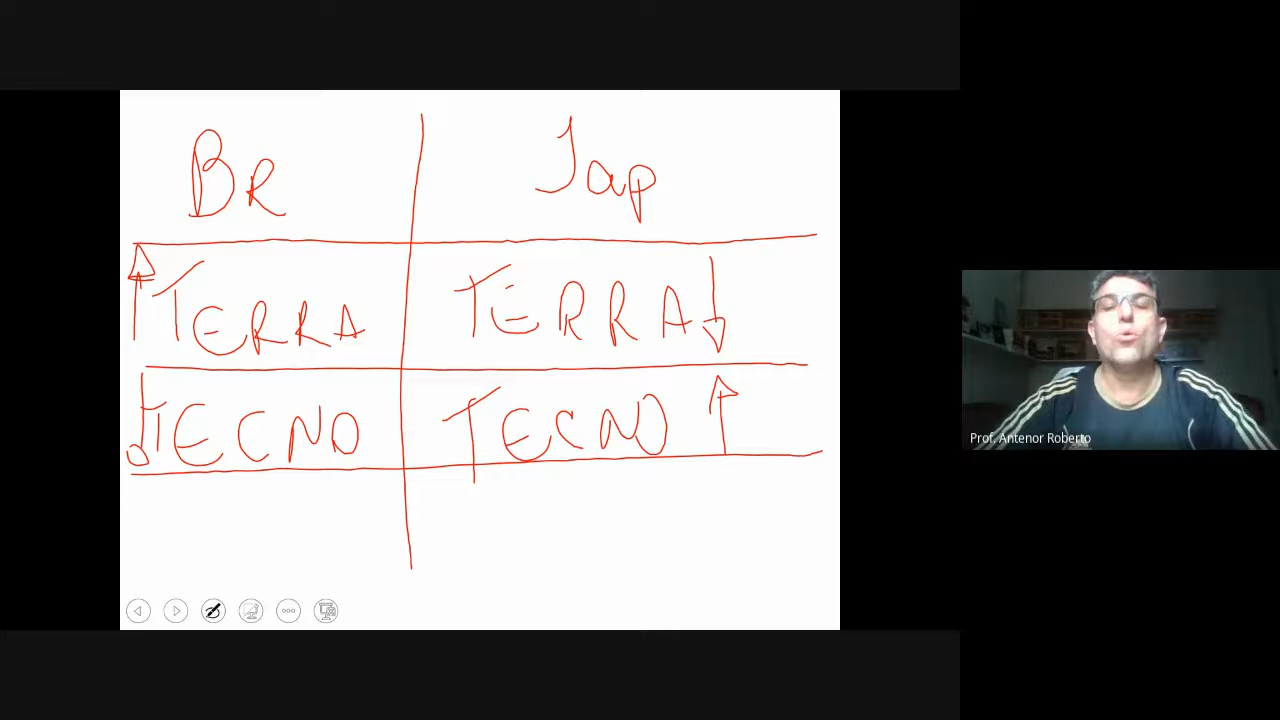 BR Jap
↑TERRA TERRA↓
↓TECNO TECNO↑
Prof. Antenor Roberto